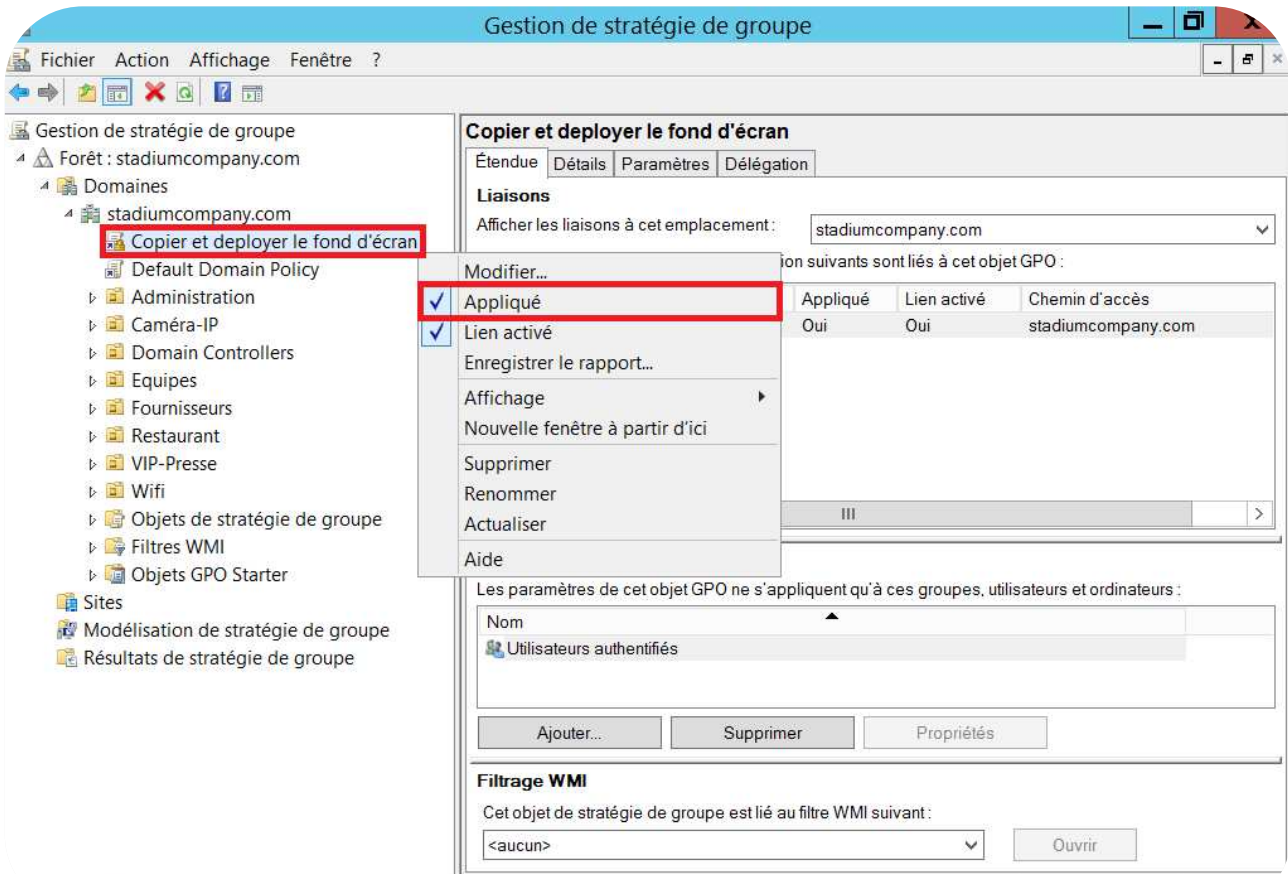 Gestion de stratégie de groupe
Fichier Action Affichage Fenêtre ?
Gestion de stratégie de groupe
Forêt : stadiumcompany.com
Domaines
stadiumcompany.com
Copier et deployer le fond d'écran
Default Domain Policy
Administration
Caméra-IP
Domain Controllers
Equipes
Fournisseurs
Restaurant
VIP-Presse
Wifi
Objets de stratégie de groupe
Filtres WMI
Objets GPO Starter
Sites
Modélisation de stratégie de groupe
Résultats de stratégie de groupe
Modifier...
Appliqué
Lien activé
Enregistrer le rapport...
Affichage
Nouvelle fenêtre à partir d'ici
Supprimer
Renommer
Actualiser
Aide
Copier et deployer le fond d'écran
Étendue Détails Paramètres Délégation
Liaisons
Afficher les liaisons à cet emplacement : stadiumcompany.com
suivants sont liés à cet objet GPO :
Appliqué Lien activé Chemin d'accès
Oui Oui stadiumcompany.com
Les paramètres de cet objet GPO ne s'appliquent qu'à ces groupes, utilisateurs et ordinateurs :
Nom
Utilisateurs authentifiés
Ajouter... Supprimer Propriétés
Filtrage WMI
Cet objet de stratégie de groupe est lié au filtre WMI suivant :
<aucun> Ouvrir